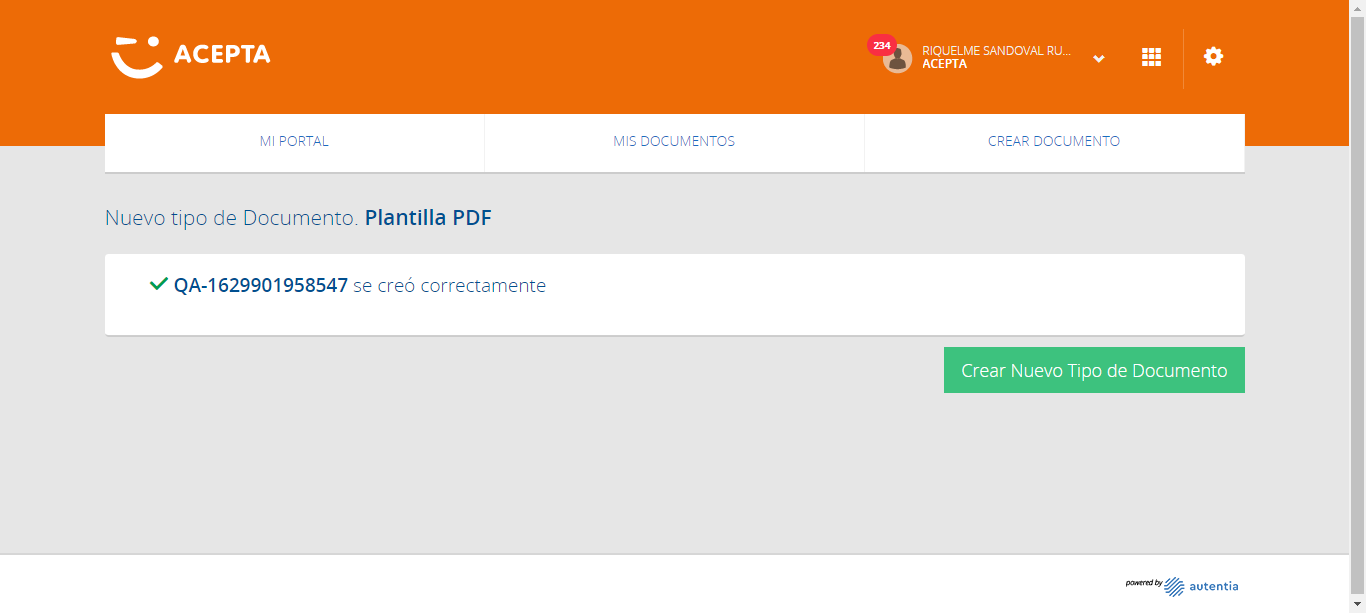 ACEPTA
234
RIQUELME SANDOVAL RU...
ACEPTA
MI PORTAL
MIS DOCUMENTOS
CREAR DOCUMENTO
Nuevo tipo de Documento. Plantilla PDF
QA-1629901958547 se creó correctamente
Crear Nuevo Tipo de Documento
powered by autentia